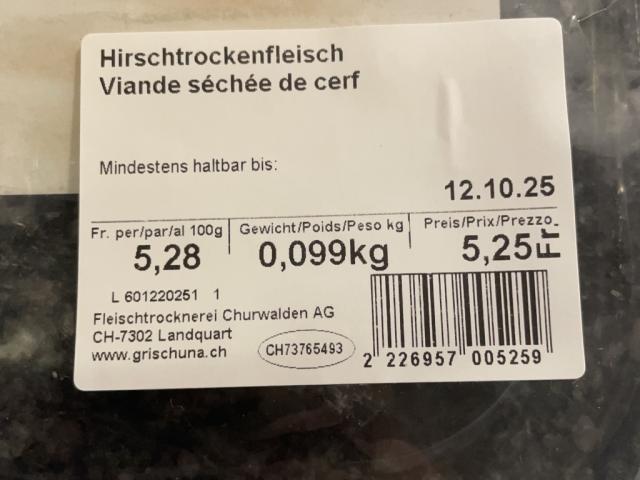 Hirschtrockenfleisch
Viande séchée de cerf
Mindestens haltbar bis:
12.10.25
Fr. per/par/al 100g Gewicht/Poids/Peso kg Preis/Prix/Prezzo
5,28 0,099kg 5,25 Fr.
L 601220251 1
Fleischtrocknerei Churwalden AG
CH-7302 Landquart
www.grischuna.ch
CH73765493
2 226957 005259